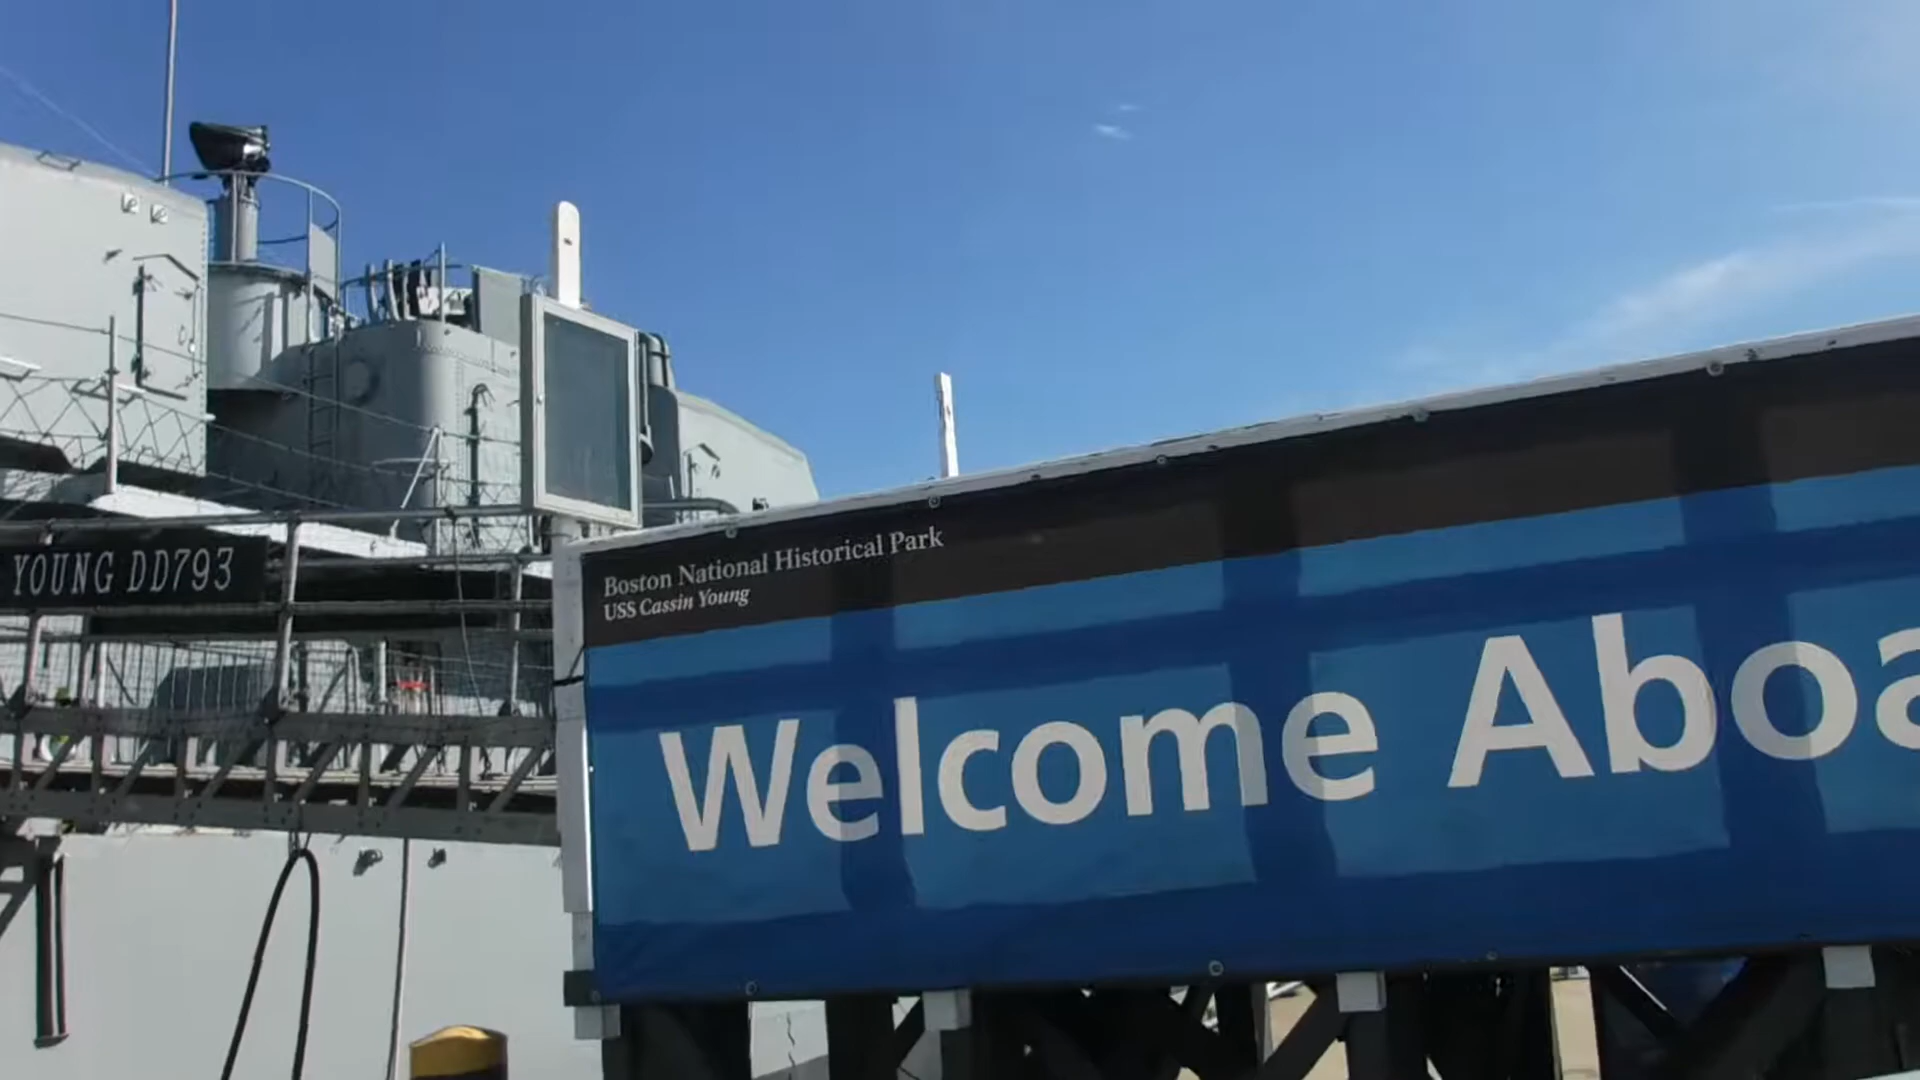 YOUNG DD793
Boston National Historical Park
USS Cassin Young
Welcome Aboa